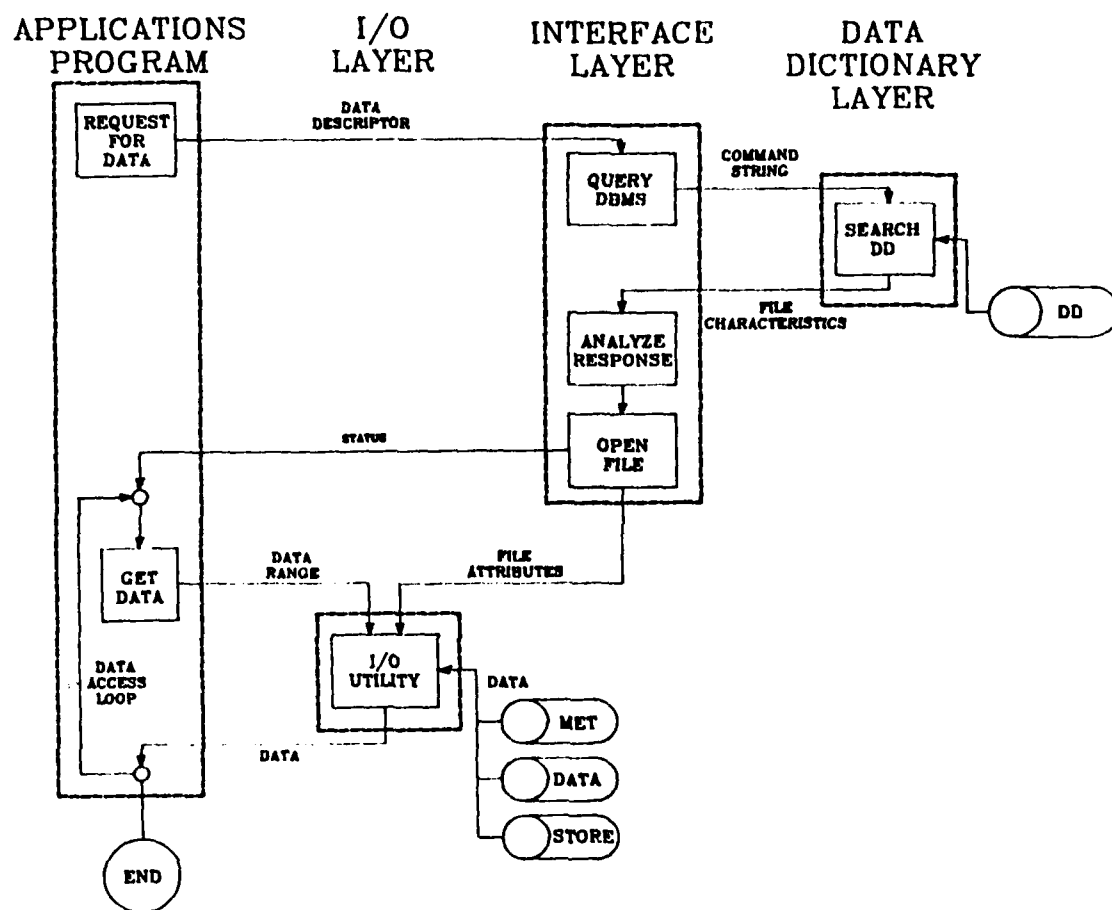 APPLICATIONS
PROGRAM
I/O
LAYER
INTERFACE
LAYER
DATA
DICTIONARY
LAYER
REQUEST
FOR
DATA
DATA
DESCRIPTOR
QUERY
DBMS
COMMAND
STRING
SEARCH
DD
DD
FILE
CHARACTERISTICS
ANALYZE
RESPONSE
OPEN
FILE
STATUS
GET
DATA
DATA
RANGE
FILE
ATTRIBUTES
I/O
UTILITY
DATA
ACCESS
LOOP
DATA
MET
DATA
STORE
DATA
END